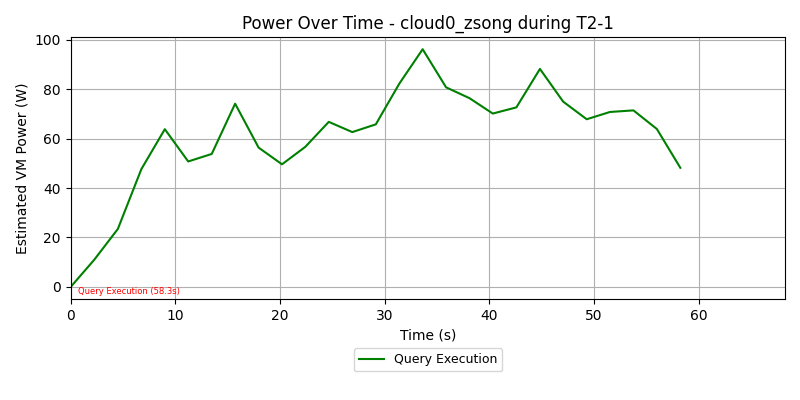 Power Over Time - cloud0_zsong during T2-1
Estimated VM Power (W)
100
80
60
40
20
0
Query Execution (58.3s)
0 10 20 30 40 50 60
Time (s)
Query Execution